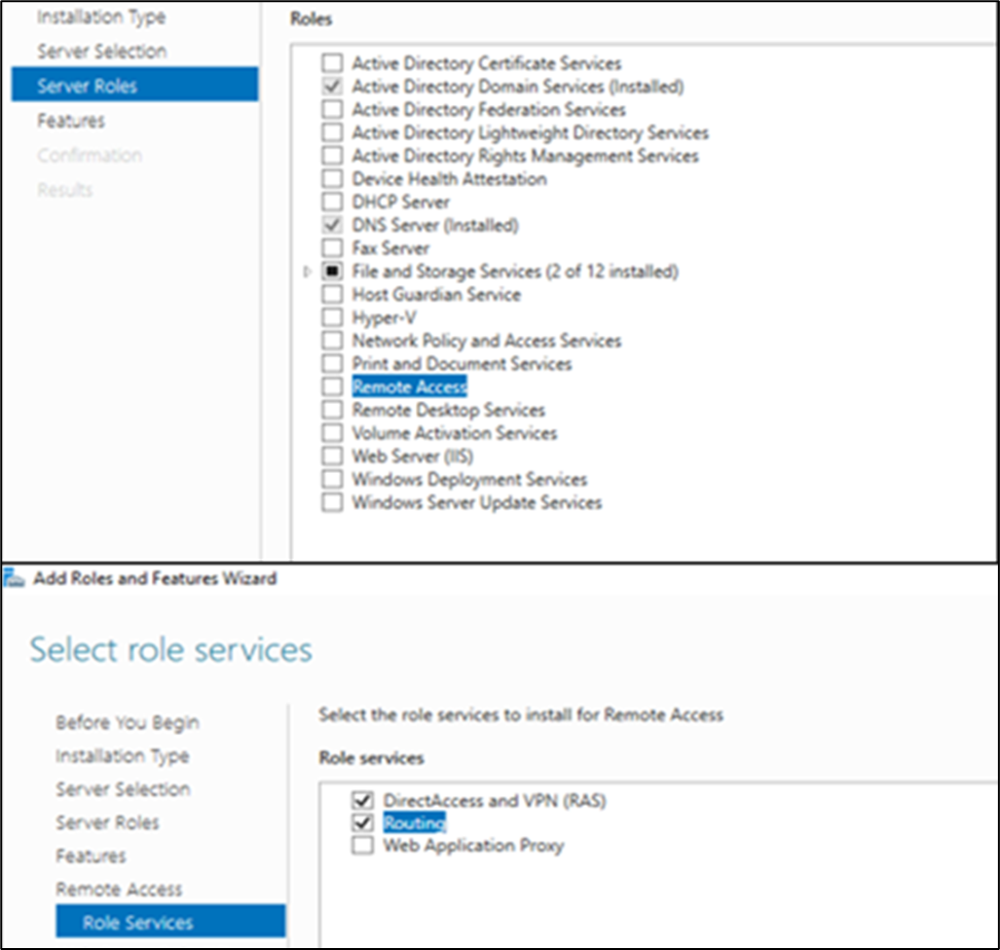 Installation Type
Server Selection
Server Roles
Features
Confirmation
Results
Roles
Active Directory Certificate Services
Active Directory Domain Services (Installed)
Active Directory Federation Services
Active Directory Lightweight Directory Services
Active Directory Rights Management Services
Device Health Attestation
DHCP Server
DNS Server (Installed)
Fax Server
File and Storage Services (2 of 12 installed)
Host Guardian Service
Hyper-V
Network Policy and Access Services
Print and Document Services
Remote Access
Remote Desktop Services
Volume Activation Services
Web Server (IIS)
Windows Deployment Services
Windows Server Update Services
Add Roles and Features Wizard
Select role services
Before You Begin
Installation Type
Server Selection
Server Roles
Features
Remote Access
Role Services
Select the role services to install for Remote Access
Role services
DirectAccess and VPN (RAS)
Routing
Web Application Proxy